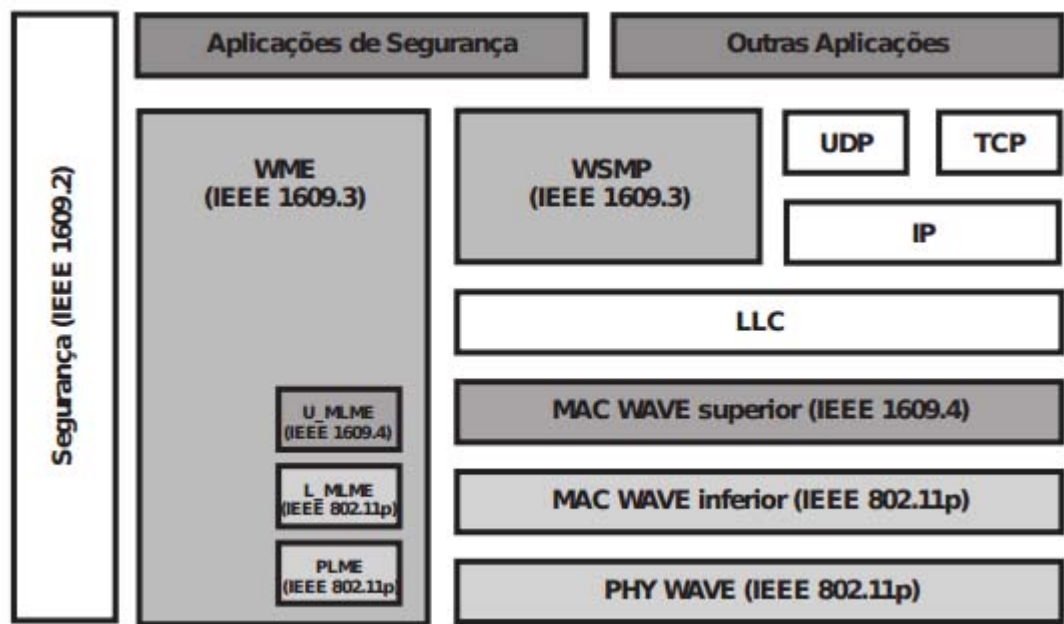 Aplicações de Segurança
Outras Aplicações
Segurança (IEEE 1609.2)
WME
(IEEE 1609.3)
WSMP
(IEEE 1609.3)
UDP
TCP
IP
LLC
U_MLME
(IEEE 1609.4)
MAC WAVE superior (IEEE 1609.4)
L_MLME
(IEEE 802.11p)
MAC WAVE inferior (IEEE 802.11p)
PLME
(IEEE 802.11p)
PHY WAVE (IEEE 802.11p)